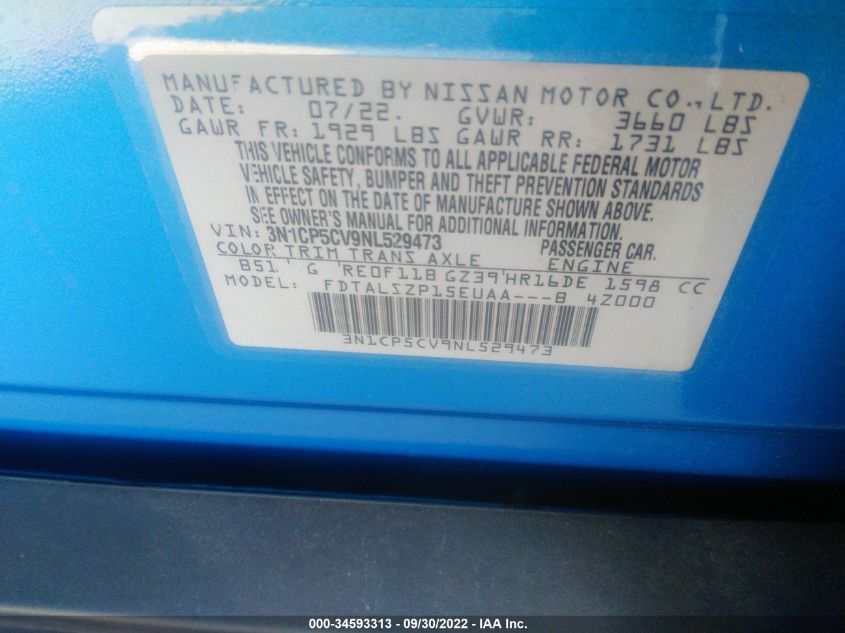 MANUFACTURED BY NISSAN MOTOR CO., LTD.
DATE: 07/22. GVWR: 3660 LBS
GAWR FR: 1929 LBS GAWR RR: 1731 LBS
THIS VEHICLE CONFORMS TO ALL APPLICABLE FEDERAL MOTOR
VEHICLE SAFETY, BUMPER AND THEFT PREVENTION STANDARDS
IN EFFECT ON THE DATE OF MANUFACTURE SHOWN ABOVE.
SEE OWNER'S MANUAL FOR ADDITIONAL INFORMATION.
VIN: 3N1CP5CV9NL529473 PASSENGER CAR.
COLOR TRIM TRANS AXLE ENGINE
B51 G RE0F11B GZ39 HR16DE 1598 CC
MODEL: FDTALSZP15EUAA---B 4Z000
3N1CP5CV9NL529473
000-34593313 - 09/30/2022 - IAA Inc.